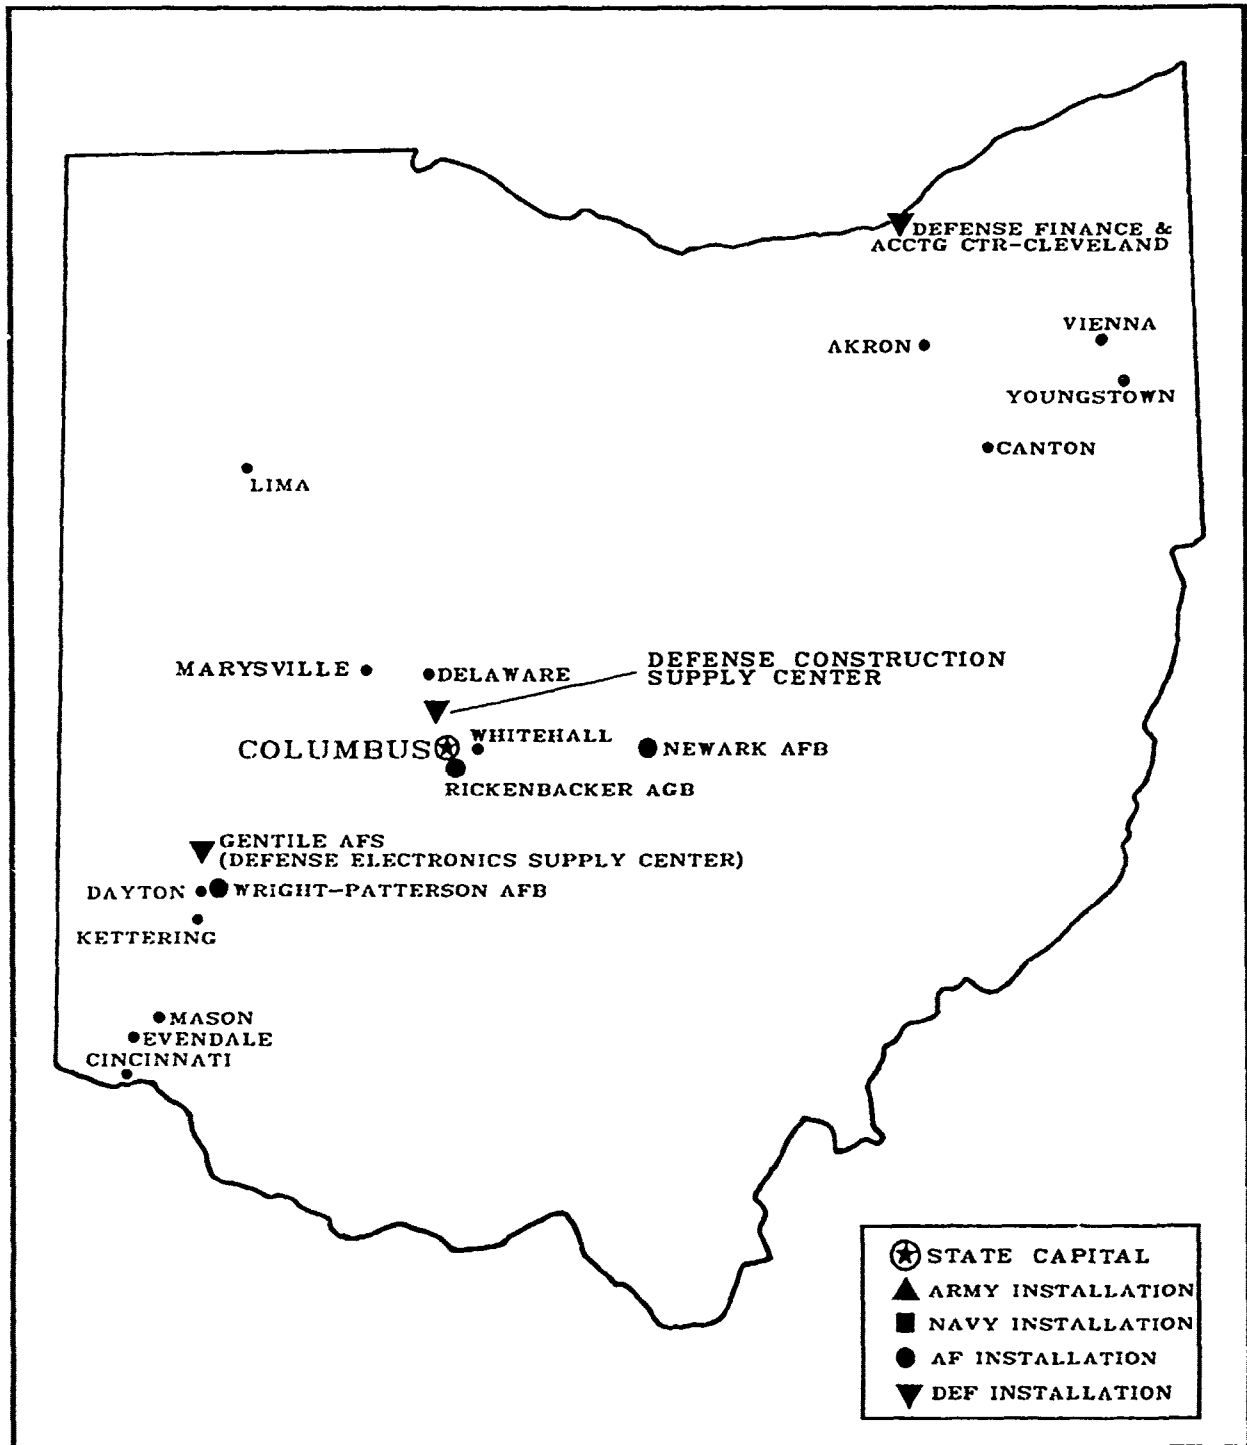 DEFENSE FINANCE &
ACCTG CTR-CLEVELAND
VIENNA
AKRON
YOUNGSTOWN
CANTON
LIMA
MARYSVILLE
DELAWARE
DEFENSE CONSTRUCTION
SUPPLY CENTER
WHITEHALL
COLUMBUS
NEWARK AFB
RICKENBACKER AGB
GENTILE AFS
(DEFENSE ELECTRONICS SUPPLY CENTER)
DAYTON
WRIGHT-PATTERSON AFB
KETTERING
MASON
EVENDALE
CINCINNATI
STATE CAPITAL
ARMY INSTALLATION
NAVY INSTALLATION
AF INSTALLATION
DEF INSTALLATION